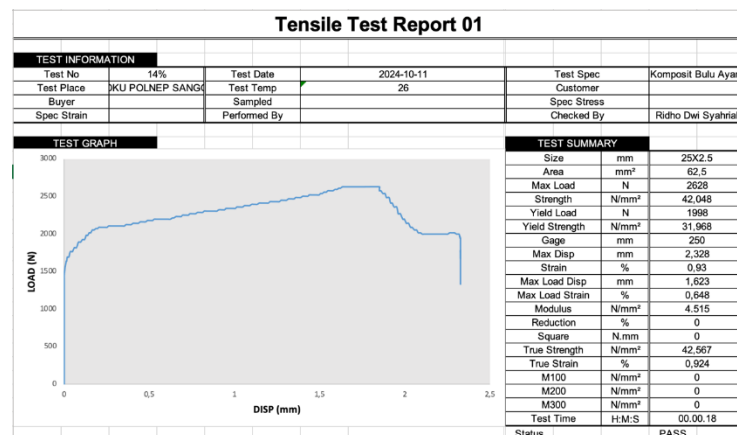 Tensile Test Report 01
TEST INFORMATION
Test No 14% Test Date 2024-10-11 Test Spec Komposit Bulu Ayam
Test Place OKU POLNEP SANGG Test Temp 26 Customer
Buyer Sampled Spec Stress
Spec Strain Performed By Checked By Ridho Dwi Syahrial
TEST GRAPH
LOAD (N)
3000
2500
2000
1500
1000
500
0
0 0,5 1 1,5 2 2,5
DISP (mm)
TEST SUMMARY
Size mm 25X2.5
Area mm² 62,5
Max Load N 2628
Strength N/mm² 42,048
Yield Load N 1998
Yield Strength N/mm² 31,968
Gage mm 250
Max Disp mm 2,328
Strain % 0,93
Max Load Disp mm 1,623
Max Load Strain % 0,648
Modulus N/mm² 4.515
Reduction % 0
Square N.mm 0
True Strength N/mm² 42,567
True Strain % 0,924
M100 N/mm² 0
M200 N/mm² 0
M300 N/mm² 0
Test Time H:M:S 00.00.18
Status PASS